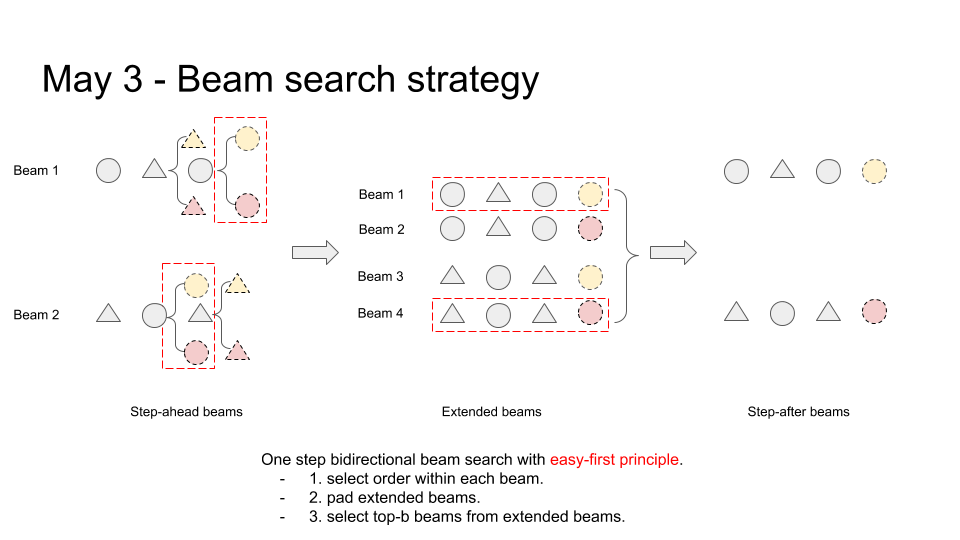 May 3 - Beam search strategy
Beam 1
Beam 2
Beam 1
Beam 2
Beam 3
Beam 4
Step-ahead beams
Extended beams
Step-after beams
One step bidirectional beam search with easy-first principle.
- 1. select order within each beam.
- 2. pad extended beams.
- 3. select top-b beams from extended beams.